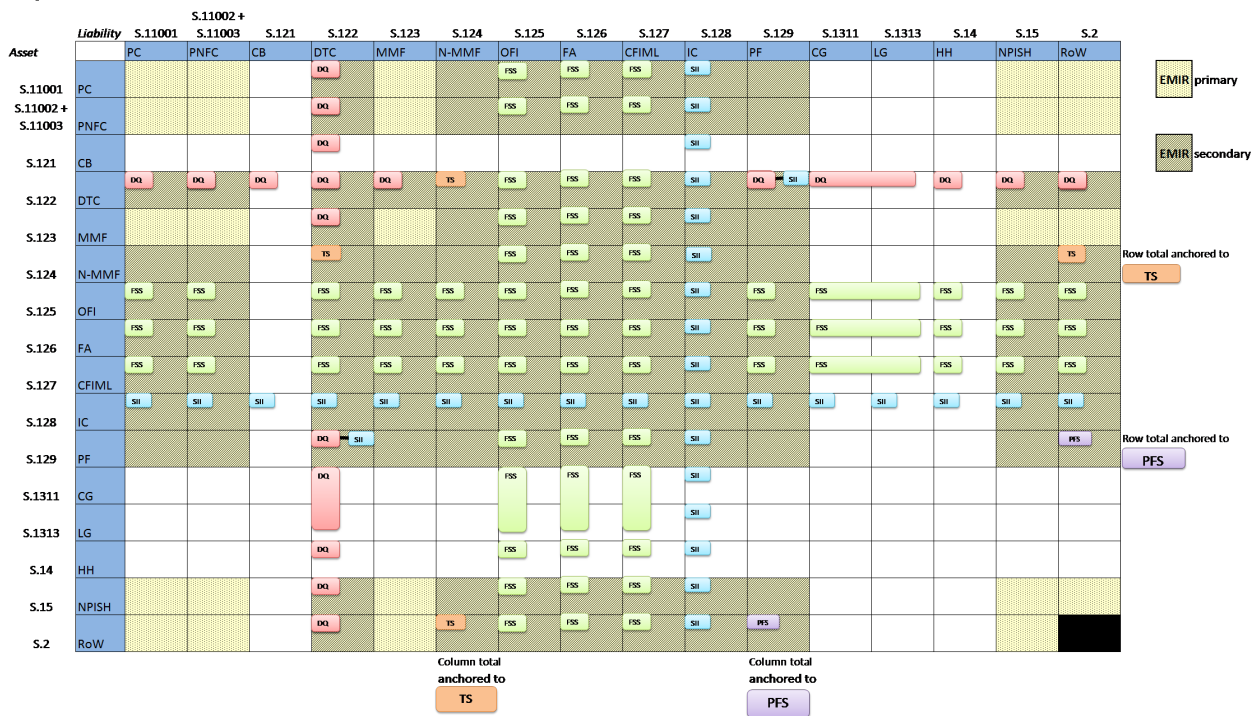 S.11002 +
Liability S.11001 S.11003 S.121 S.122 S.123 S.124 S.125 S.126 S.127 S.128 S.129 S.1311 S.1313 S.14 S.15 S.2
Asset PC PNFC CB DTC MMF N-MMF OFI FA CFIML IC PF CG LG HH NPISH RoW
DQ FSS FSS FSS SII
S.11001 PC
EMIR primary
S.11002 + DQ FSS FSS FSS SII
S.11003 PNFC
DQ SII
S.121 CB
EMIR secondary
DQ DQ DQ DQ DQ TS FSS FSS FSS SII DQ SII DQ DQ DQ DQ
S.122 DTC
DQ FSS FSS FSS SII
S.123 MMF
TS FSS FSS FSS SII TS
Row total anchored to
S.124 N-MMF
TS
FSS FSS FSS FSS FSS FSS FSS FSS SII FSS FSS FSS FSS FSS
S.125 OFI
FSS FSS FSS FSS FSS FSS FSS FSS SII FSS FSS FSS FSS FSS
S.126 FA
FSS FSS FSS FSS FSS FSS FSS FSS SII FSS FSS FSS FSS FSS
S.127 CFIML
SII SII SII SII SII SII SII SII SII SII SII SII SII SII SII SII
S.128 IC
DQ SII FSS FSS FSS SII PFS
Row total anchored to
S.129 PF
PFS
DQ FSS FSS FSS SII
S.1311 CG
SII
S.1313 LG
DQ FSS FSS FSS SII
S.14 HH
DQ FSS FSS FSS SII
S.15 NPISH
DQ TS FSS FSS FSS SII PFS
S.2 RoW
Column total Column total
anchored to anchored to
TS PFS